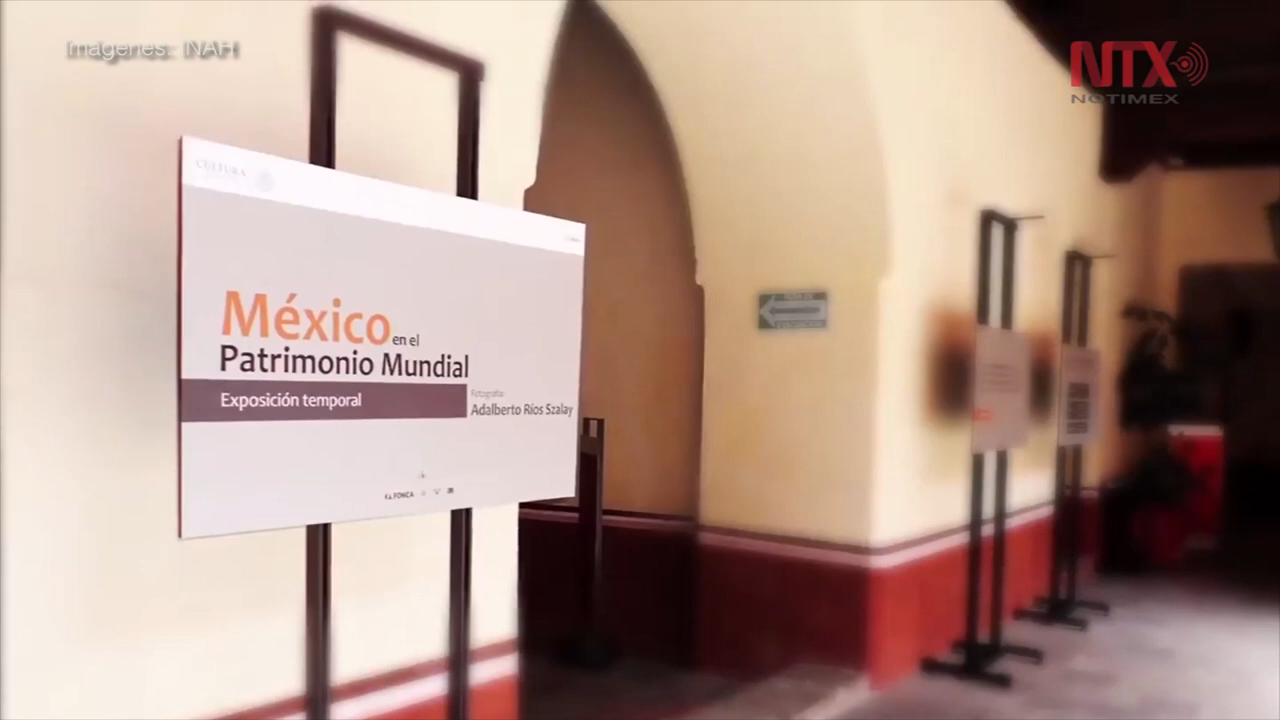 Imágenes: INAH
NTX
NOTIMEX
CULTURA
México en el
Patrimonio Mundial
Exposición temporal
Fotografía:
Adalberto Ríos Szalay
FONCA